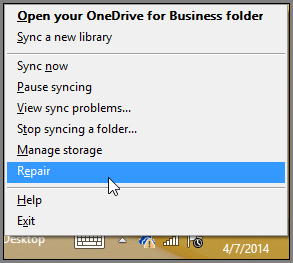 Open your OneDrive for Business folder
Sync a new library
Sync now
Pause syncing
View sync problems...
Stop syncing a folder...
Manage storage
Repair
Help
Exit
Desktop
4/7/2014